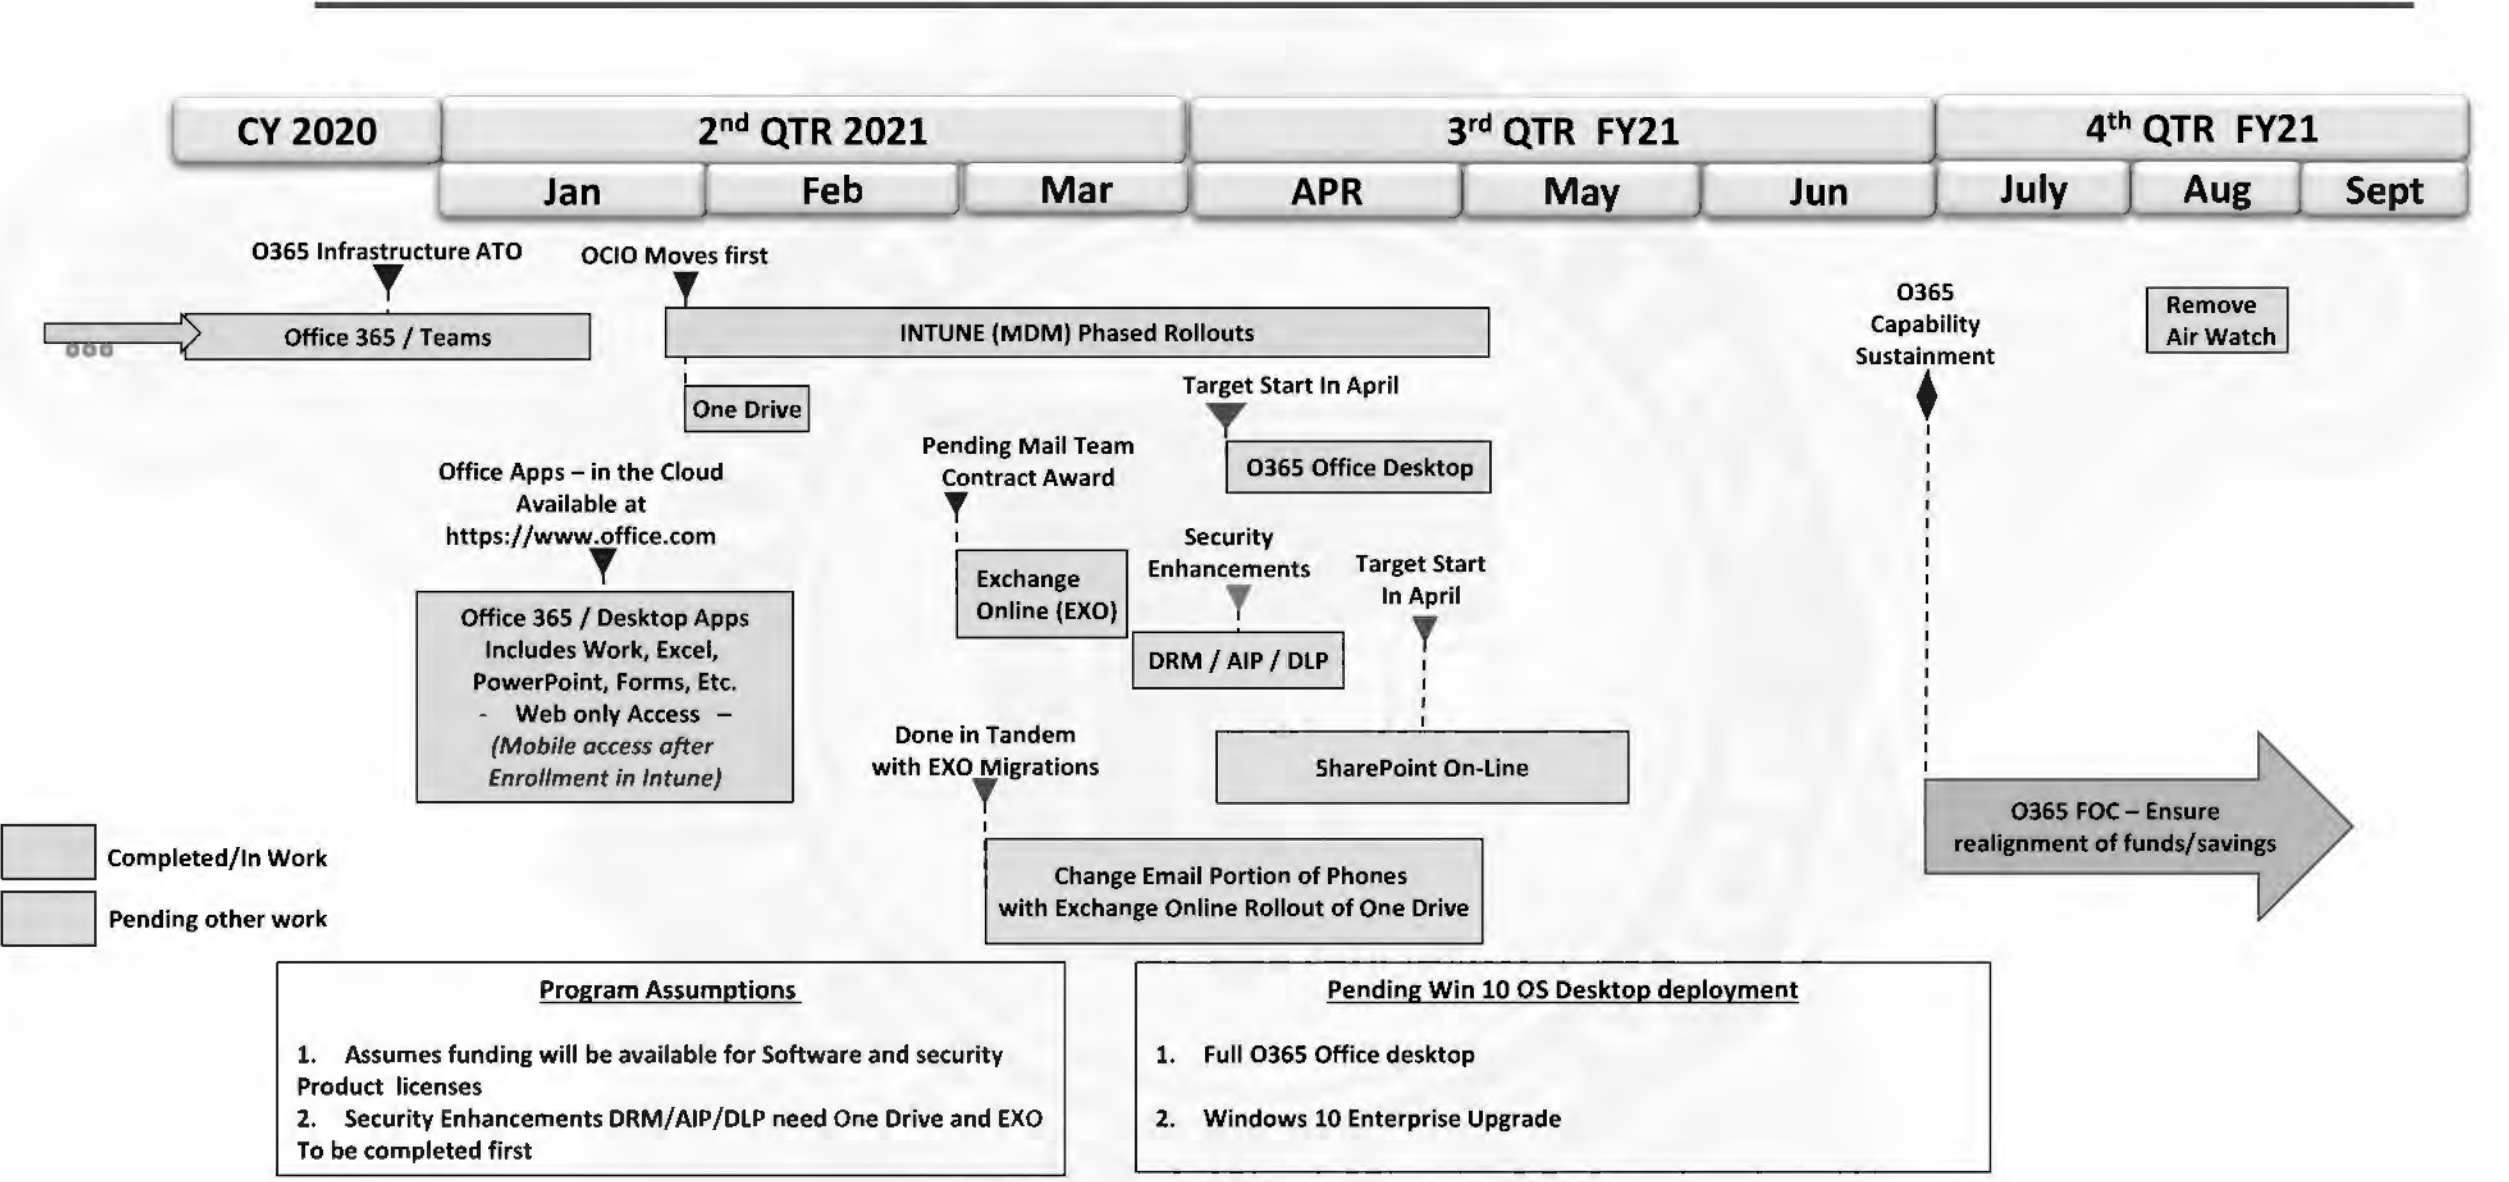 CY 2020
2nd QTR 2021
3rd QTR FY21
4th QTR FY21
Jan
Feb
Mar
APR
May
Jun
July
Aug
Sept
O365 Infrastructure ATO
Office 365 / Teams
OCIO Moves first
INTUNE (MDM) Phased Rollouts
One Drive
O365
Capability
Sustainment
Remove
Air Watch
Target Start In April
O365 Office Desktop
Pending Mail Team
Contract Award
Exchange
Online (EXO)
Office Apps – in the Cloud
Available at
https://www.office.com
Office 365 / Desktop Apps
Includes Work, Excel,
PowerPoint, Forms, Etc.
- Web only Access –
(Mobile access after
Enrollment in Intune)
Security
Enhancements
DRM / AIP / DLP
Target Start
In April
SharePoint On-Line
Done in Tandem
with EXO Migrations
Change Email Portion of Phones
with Exchange Online Rollout of One Drive
O365 FOC – Ensure
realignment of funds/savings
Completed/In Work
Pending other work
Program Assumptions
1. Assumes funding will be available for Software and security
Product licenses
2. Security Enhancements DRM/AIP/DLP need One Drive and EXO
To be completed first
Pending Win 10 OS Desktop deployment
1. Full O365 Office desktop
2. Windows 10 Enterprise Upgrade